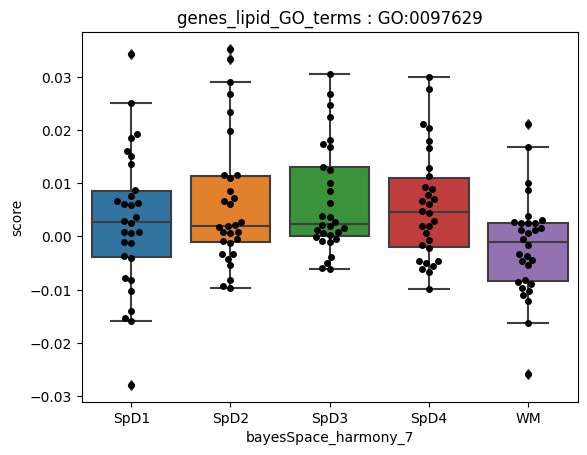 genes_lipid_GO_terms : GO:0097629
score
0.03
0.02
0.01
0.00
−0.01
−0.02
−0.03
SpD1 SpD2 SpD3 SpD4 WM
bayesSpace_harmony_7